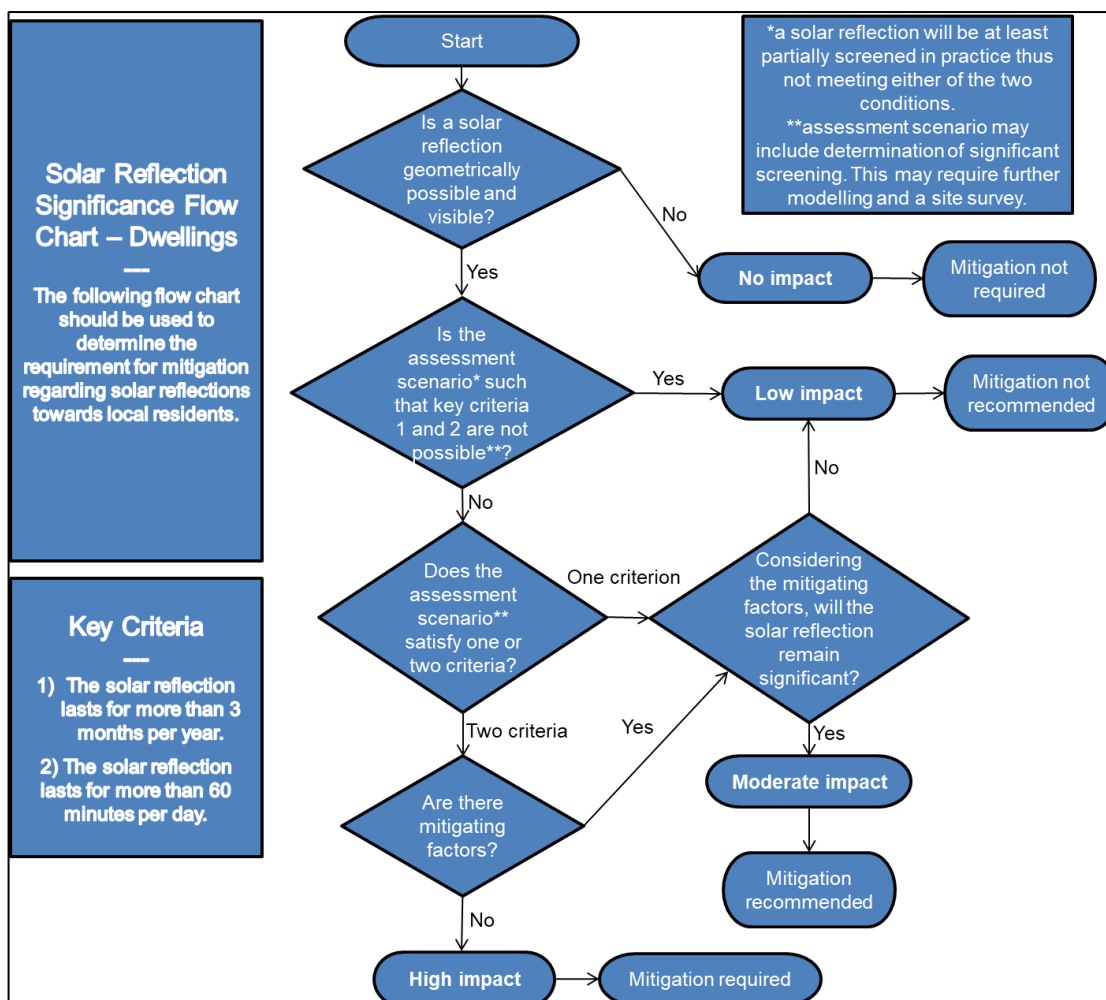 Solar Reflection
Significance Flow
Chart – Dwellings
---
The following flow chart
should be used to
determine the
requirement for mitigation
regarding solar reflections
towards local residents.
Key Criteria
---
1) The solar reflection
lasts for more than 3
months per year.
2) The solar reflection
lasts for more than 60
minutes per day.
Start
*a solar reflection will be at least
partially screened in practice thus
not meeting either of the two
conditions.
**assessment scenario may
include determination of significant
screening. This may require further
modelling and a site survey.
Is a solar
reflection
geometrically
possible and
visible?
No
No impact
Mitigation not
required
Yes
Is the
assessment
scenario* such
that key criteria
1 and 2 are not
possible**?
Yes
Low impact
Mitigation not
recommended
No
No
Does the
assessment
scenario**
satisfy one or
two criteria?
One criterion
Considering
the mitigating
factors, will the
solar reflection
remain
significant?
Two criteria
Yes
Yes
Moderate impact
Are there
mitigating
factors?
Mitigation
recommended
No
High impact
Mitigation required